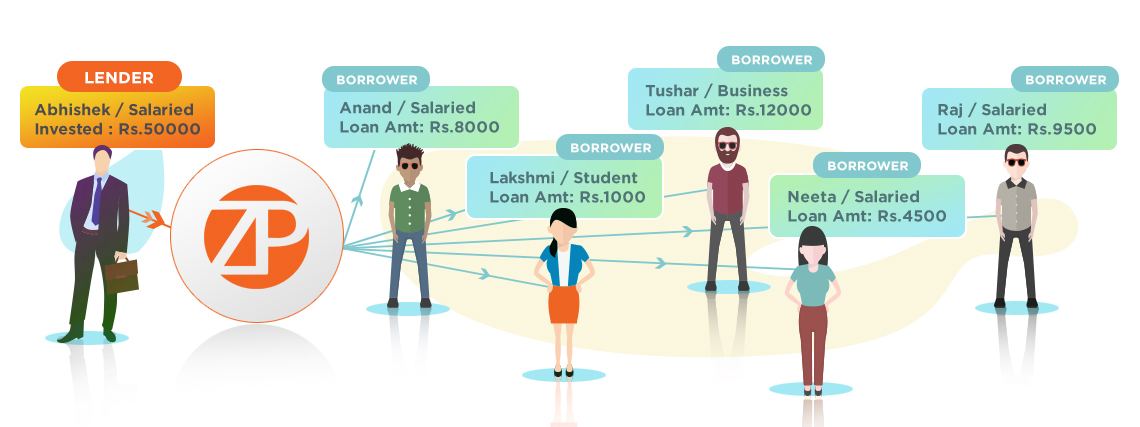 LENDER
Abhishek / Salaried
Invested : Rs.50000
ZP
BORROWER
Anand / Salaried
Loan Amt: Rs.8000
BORROWER
Lakshmi / Student
Loan Amt: Rs.1000
BORROWER
Tushar / Business
Loan Amt: Rs.12000
BORROWER
Neeta / Salaried
Loan Amt: Rs.4500
BORROWER
Raj / Salaried
Loan Amt: Rs.9500